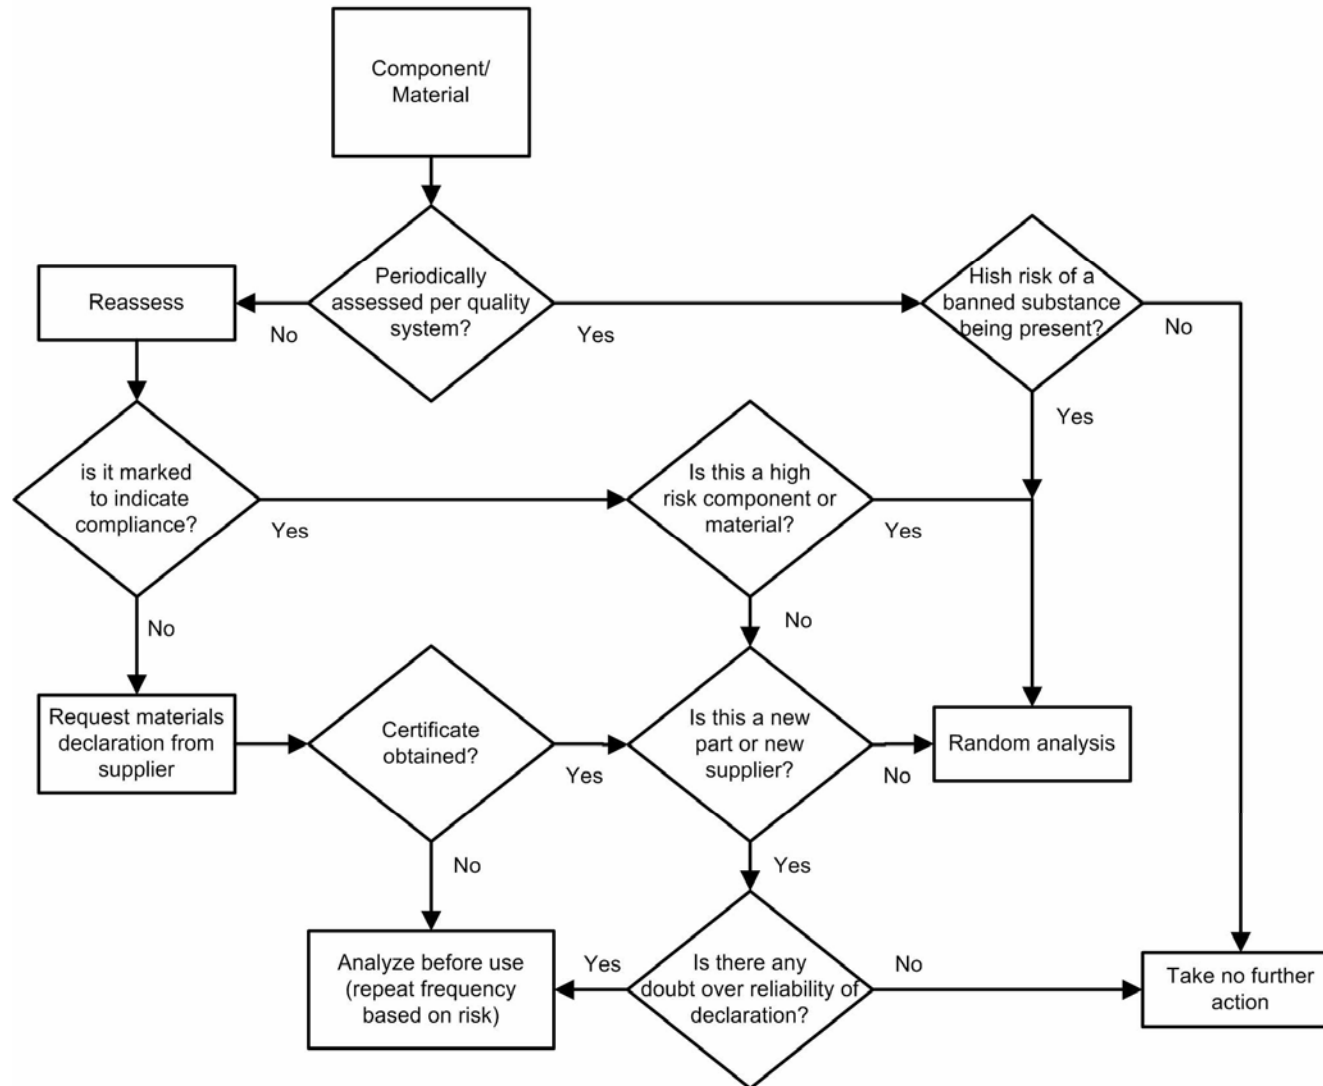 Component/
Material
Periodically
assessed per quality
system?
Hish risk of a
banned substance
being present?
Reassess
No
Yes
No
Yes
is it marked
to indicate
compliance?
Is this a high
risk component or
material?
Yes
Yes
No
No
Request materials
declaration from
supplier
Certificate
obtained?
Is this a new
part or new
supplier?
Random analysis
Yes
No
No
Yes
Analyze before use
(repeat frequency
based on risk)
Yes
Is there any
doubt over reliability of
declaration?
No
Take no further
action